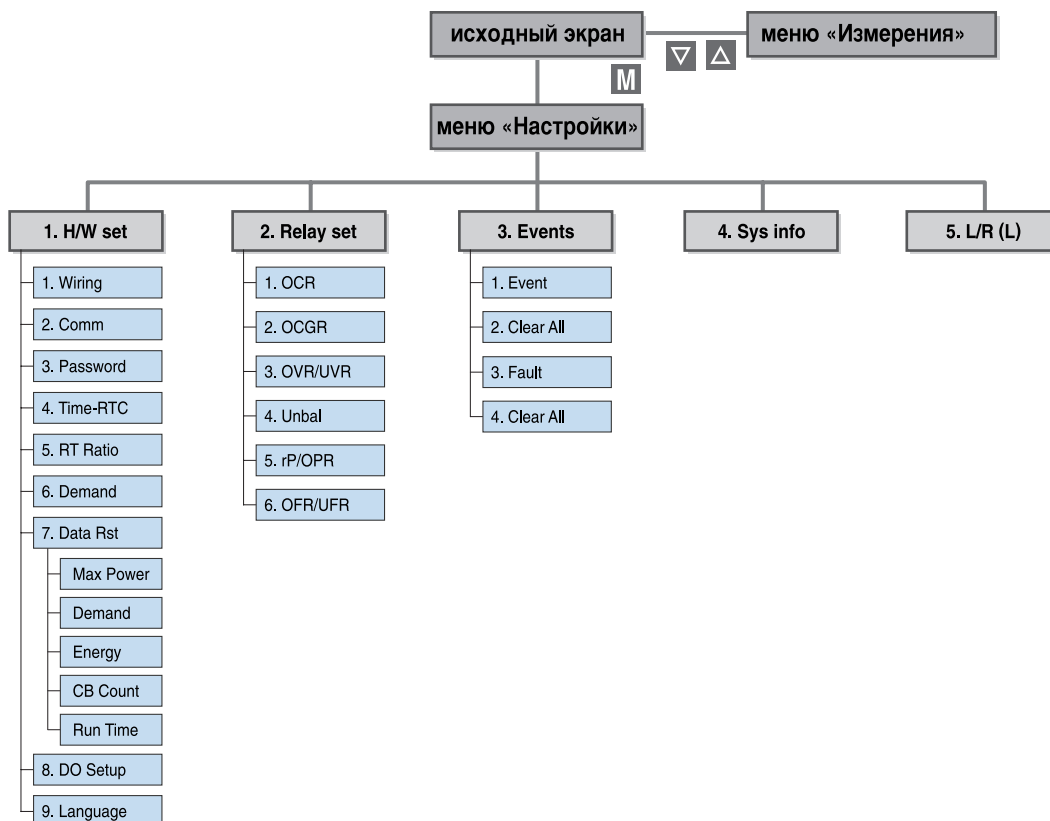 исходный экран
меню «Измерения»
M
меню «Настройки»
1. H/W set
1. Wiring
2. Comm
3. Password
4. Time-RTC
5. RT Ratio
6. Demand
7. Data Rst
Max Power
Demand
Energy
CB Count
Run Time
8. DO Setup
9. Language
2. Relay set
1. OCR
2. OCGR
3. OVR/UVR
4. Unbal
5. rP/OPR
6. OFR/UFR
3. Events
1. Event
2. Clear All
3. Fault
4. Clear All
4. Sys info
5. L/R (L)